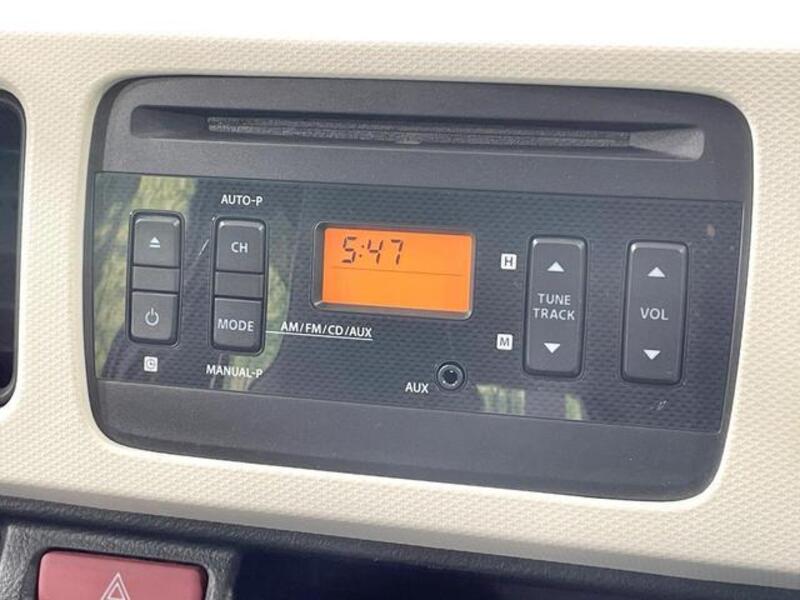 AUTO-P
CH
MODE
AM/FM/CD/AUX
MANUAL-P
5:47
AUX
H
M
TUNE
TRACK
VOL